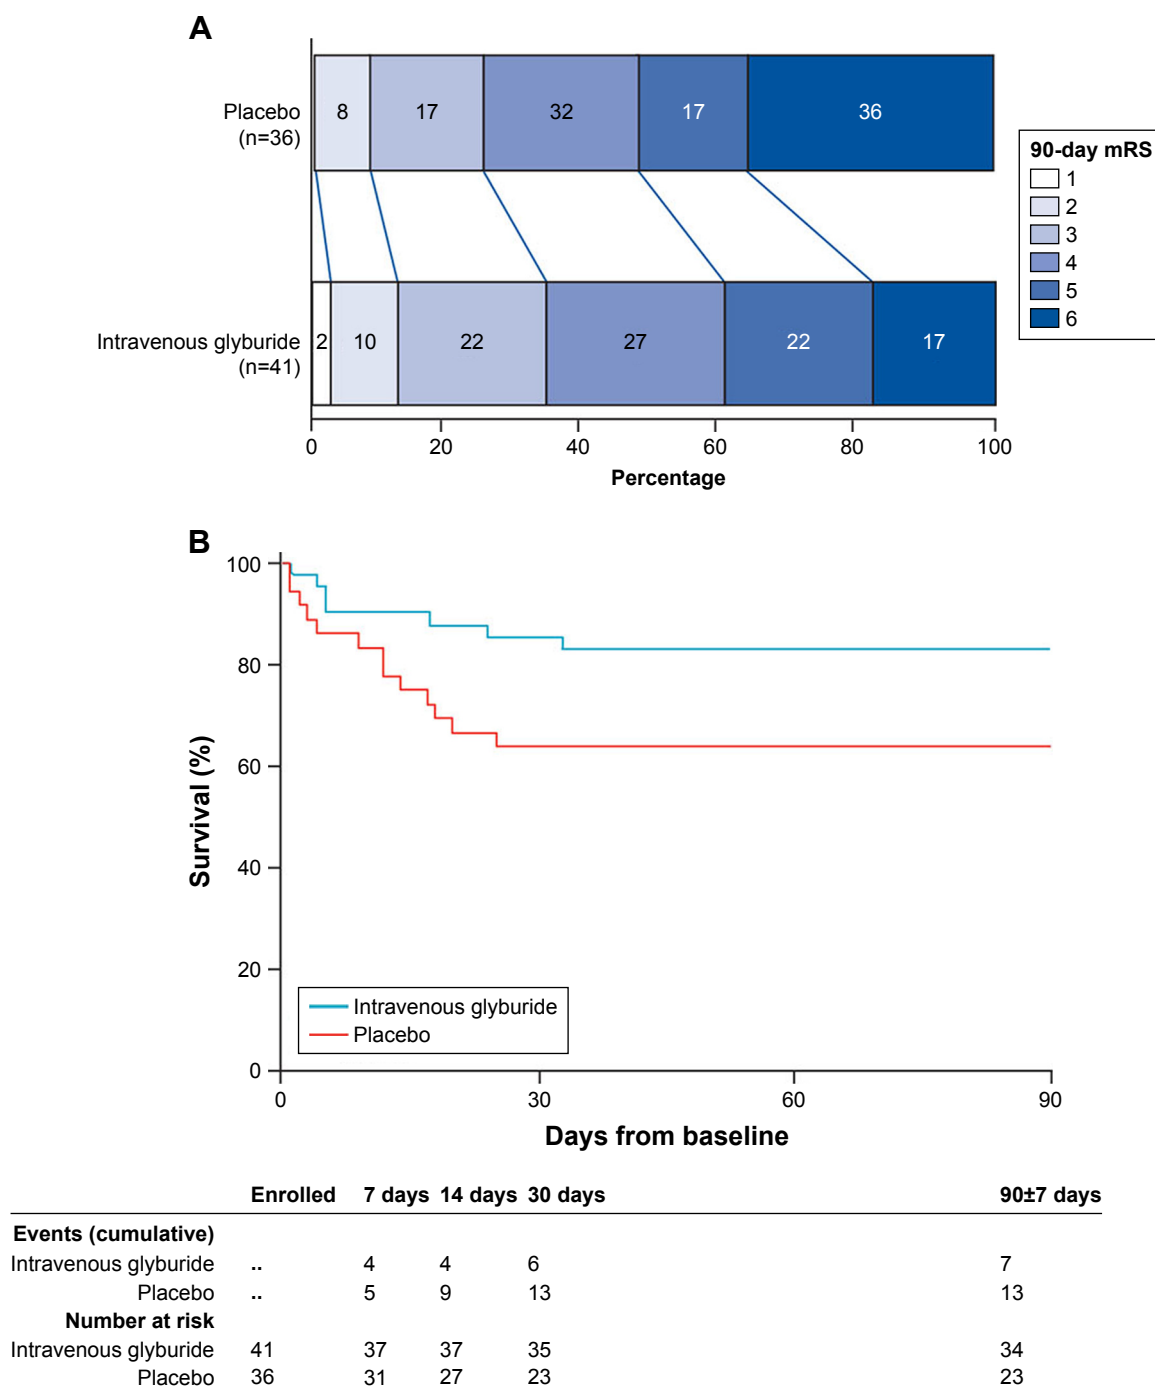 A
Placebo
(n=36)
8 17 32 17 36
90-day mRS
1
2
3
4
5
6
Intravenous glyburide
(n=41)
2 10 22 27 22 17
0 20 40 60 80 100
Percentage
B
Survival (%)
100
80
60
40
20
0
Intravenous glyburide
Placebo
0 30 60 90
Days from baseline
Enrolled 7 days 14 days 30 days 90±7 days
Events (cumulative)
Intravenous glyburide .. 4 4 6 7
Placebo .. 5 9 13 13
Number at risk
Intravenous glyburide 41 37 37 35 34
Placebo 36 31 27 23 23